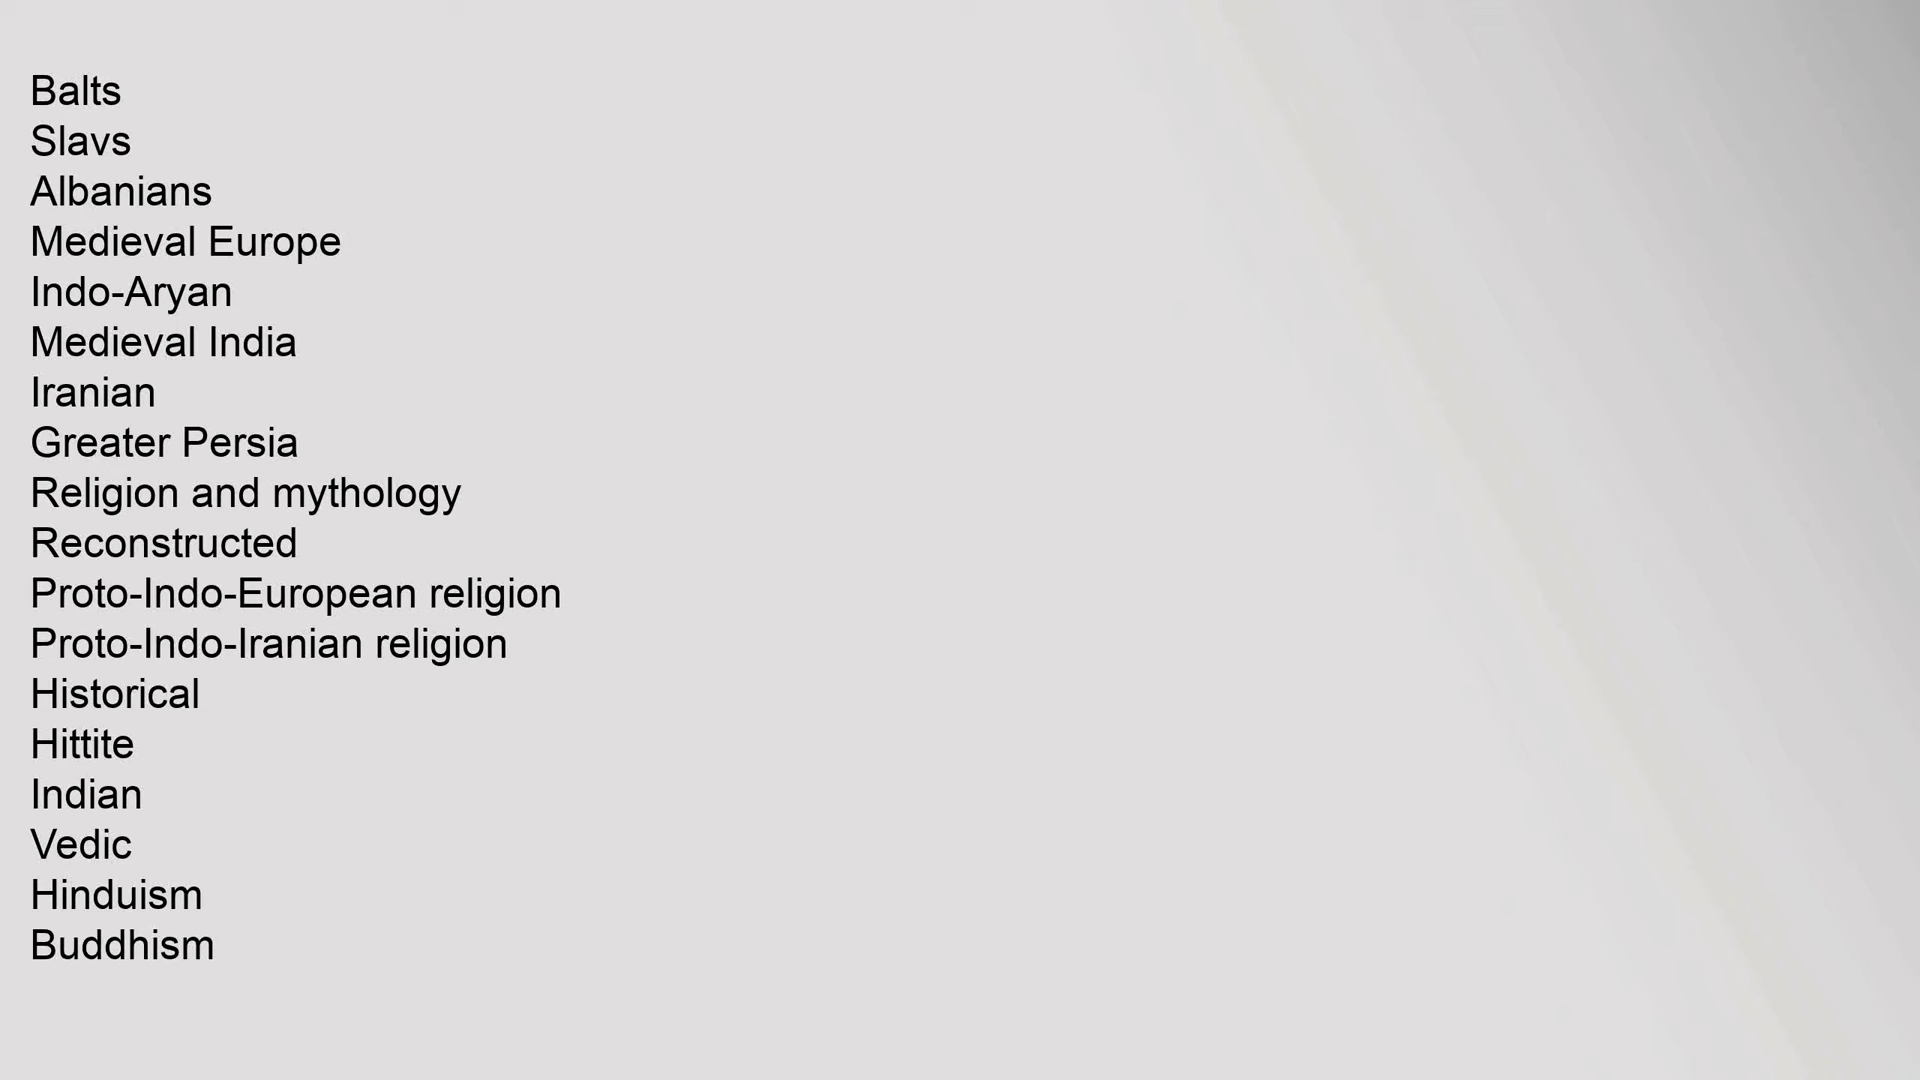 Balts
Slavs
Albanians
Medieval Europe
Indo-Aryan
Medieval India
Iranian
Greater Persia
Religion and mythology
Reconstructed
Proto-Indo-European religion
Proto-Indo-Iranian religion
Historical
Hittite
Indian
Vedic
Hinduism
Buddhism